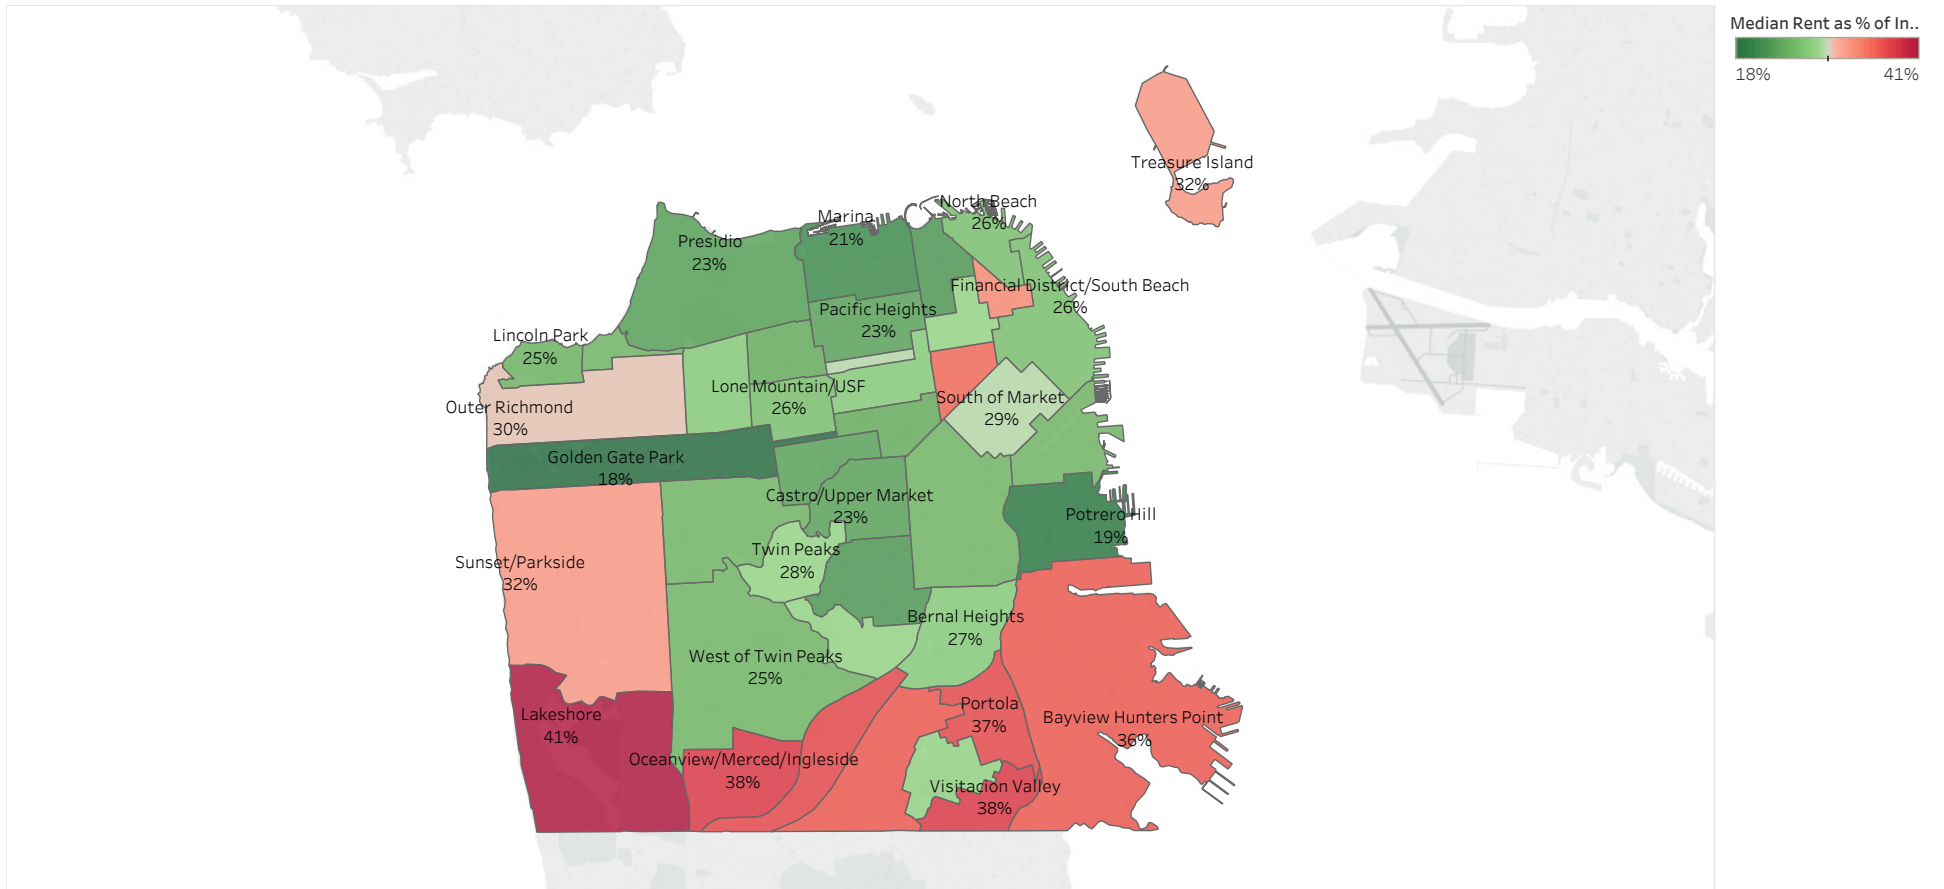 Median Rent as % of In..
18%
41%
Treasure Island
32%
North Beach
26%
Marina
21%
Presidio
23%
Financial District/South Beach
26%
Pacific Heights
23%
Lincoln Park
25%
Lone Mountain/USF
26%
South of Market
29%
Outer Richmond
30%
Golden Gate Park
18%
Castro/Upper Market
23%
Potrero Hill
19%
Twin Peaks
28%
Sunset/Parkside
32%
Bernal Heights
27%
West of Twin Peaks
25%
Portola
37%
Lakeshore
41%
Bayview Hunters Point
36%
Oceanview/Merced/Ingleside
38%
Visitacion Valley
38%